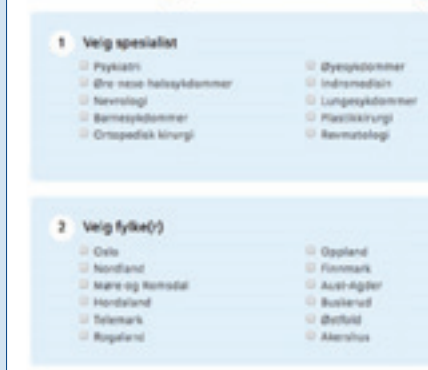 1 Velg spesialist
Psykiatri
Øre nese halssykdommer
Nevrologi
Barnesykdommer
Ortopedisk kirurgi
Øyesykdommer
Indremedisin
Lungesykdommer
Plastikkirurgi
Revmatologi
2 Velg fylke(r)
Oslo
Nordland
Møre og Romsdal
Hordaland
Telemark
Rogaland
Oppland
Finnmark
Aust-Agder
Buskerud
Østfold
Akershus